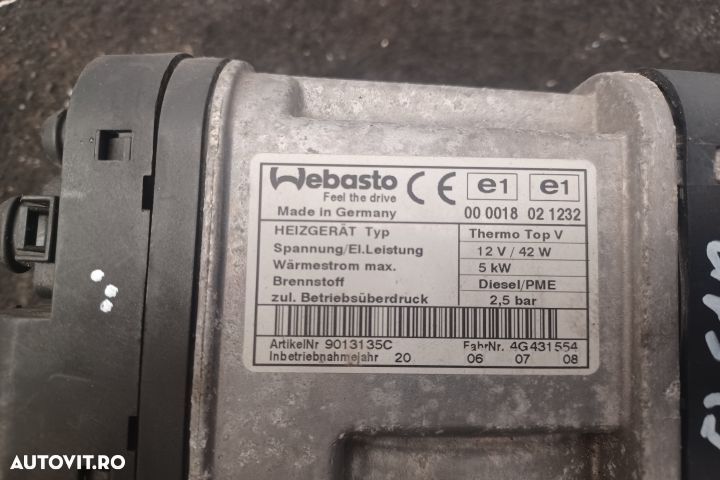 Webasto
Feel the drive
Made in Germany
CE e1 e1
00 0018 02 1232
HEIZGERÄT Typ Thermo Top V
Spannung/El.Leistung 12 V / 42 W
Wärmestrom max. 5 kW
Brennstoff Diesel/PME
zul. Betriebsüberdruck 2,5 bar
ArtikelNr 9013135C FabrNr. 4G431554
Inbetriebnahmejahr 20 06 07 08
AUTOVIT.RO